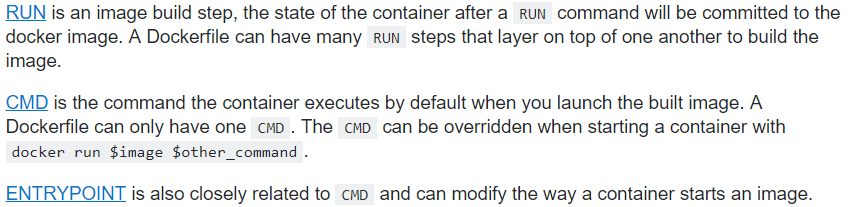 RUN is an image build step, the state of the container after a RUN command will be committed to the
docker image. A Dockerfile can have many RUN steps that layer on top of one another to build the
image.
CMD is the command the container executes by default when you launch the built image. A
Dockerfile can only have one CMD . The CMD can be overridden when starting a container with
docker run $image $other_command .
ENTRYPOINT is also closely related to CMD and can modify the way a container starts an image.